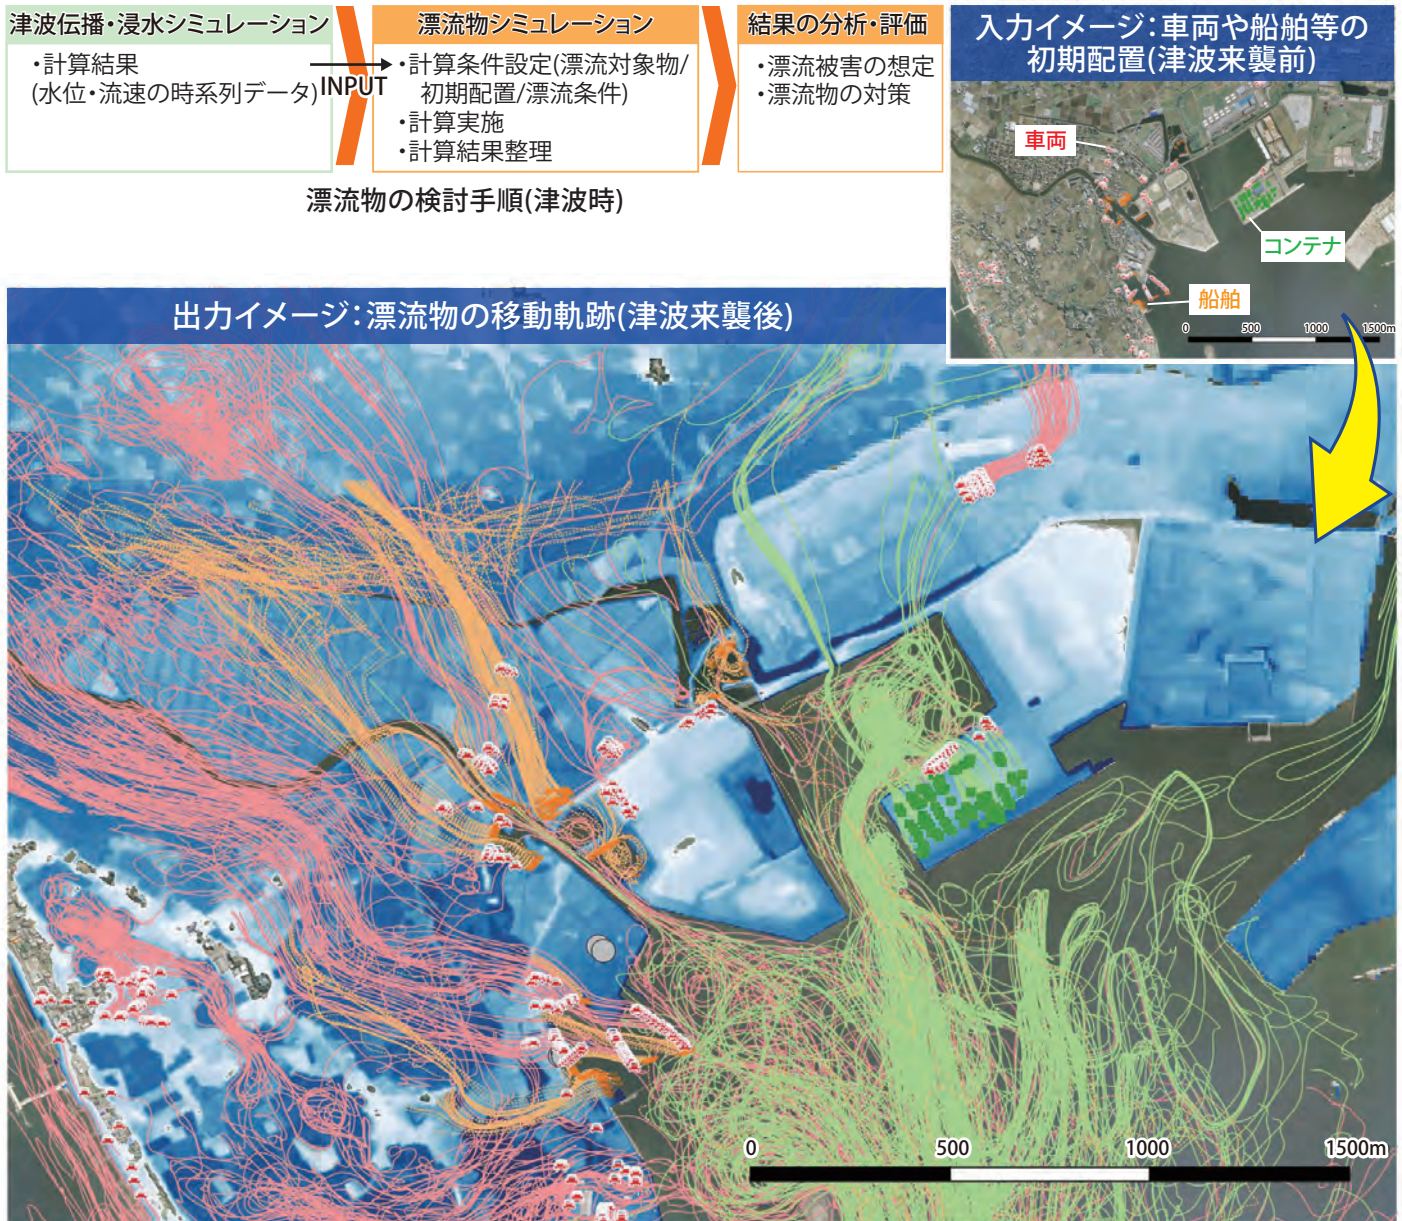 津波伝播・浸水シミュレーション
・計算結果
(水位・流速の時系列データ)
INPUT
漂流物シミュレーション
・計算条件設定(漂流対象物/
初期配置/漂流条件)
・計算実施
・計算結果整理
結果の分析・評価
・漂流被害の想定
・漂流物の対策
漂流物の検討手順(津波時)
入力イメージ：車両や船舶等の
初期配置(津波来襲前)
車両
コンテナ
船舶
0 500 1000 1500m
出力イメージ：漂流物の移動軌跡(津波来襲後)
0 500 1000 1500m